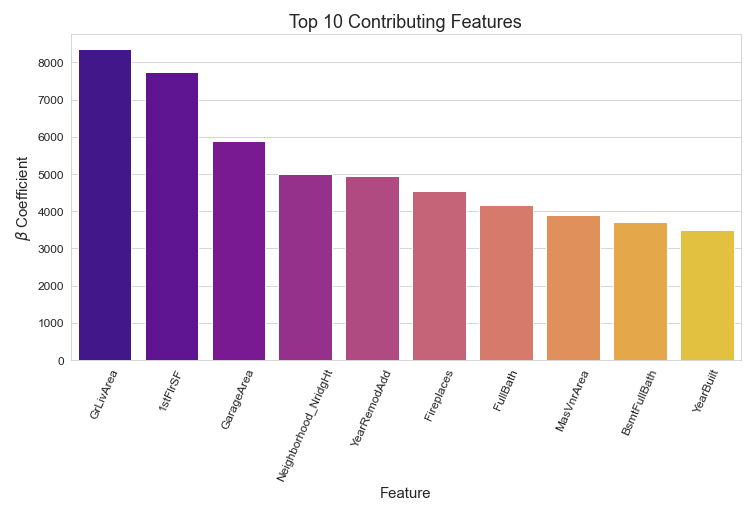 Top 10 Contributing Features
β Coefficient
8000
7000
6000
5000
4000
3000
2000
1000
0
GrLivArea
1stFlrSF
GarageArea
Neighborhood_NridgHt
YearRemodAdd
Fireplaces
FullBath
MasVnrArea
BsmtFullBath
YearBuilt
Feature